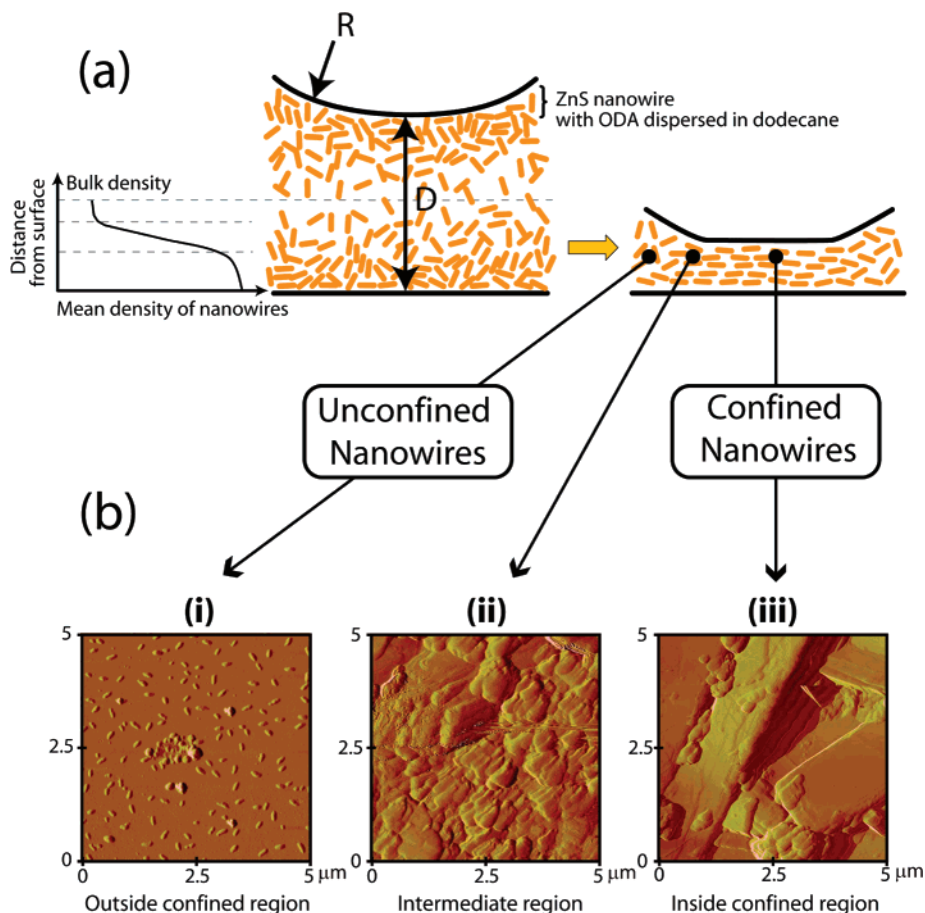 (a)
R
ZnS nanowire
with ODA dispersed in dodecane
D
Distance
from surface
Bulk density
Mean density of nanowires
Unconfined
Nanowires
Confined
Nanowires
(b)
(i)
(ii)
(iii)
5
2.5
0
0
2.5
5 μm
Outside confined region
5
2.5
0
0
2.5
5 μm
Intermediate region
5
2.5
0
0
2.5
5 μm
Inside confined region